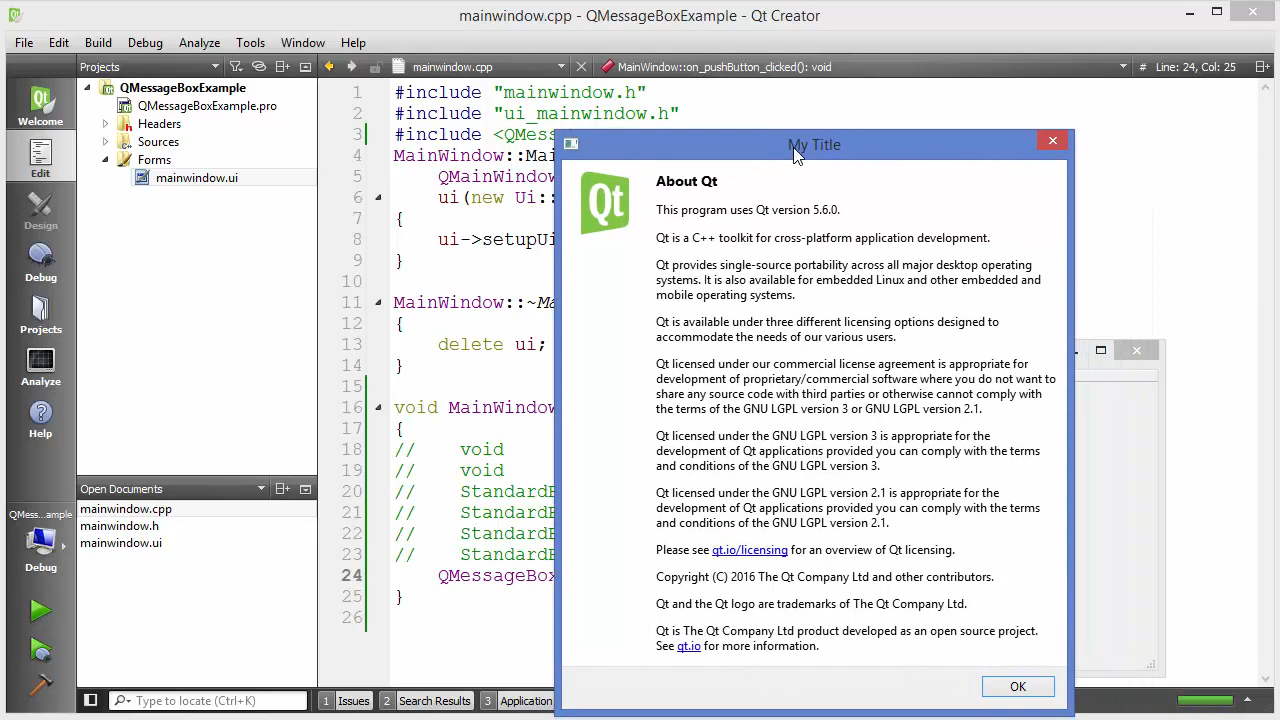 mainwindow.cpp - QMessageBoxExample - Qt Creator
File Edit Build Debug Analyze Tools Window Help
Projects
mainwindow.cpp
MainWindow::on_pushButton_clicked(): void
# Line: 24, Col: 25
Qt
Welcome
Edit
Design
Debug
Projects
Analyze
Help
QMess...ample
Debug
QMessageBoxExample
QMessageBoxExample.pro
Headers
Sources
Forms
mainwindow.ui
Open Documents
mainwindow.cpp
mainwindow.h
mainwindow.ui
1 #include "mainwindow.h"
2 #include "ui_mainwindow.h"
3 #include <QMess
4 MainWindow::Mai
5 QMainWindow
6 ui(new Ui::
7 {
8 ui->setupUi
9 }
10
11 MainWindow::~Ma
12 {
13 delete ui;
14 }
15
16 void MainWindow
17 {
18 // void
19 // void
20 // StandardB
21 // StandardB
22 // StandardB
23 // StandardB
24 QMessageBox
25 }
26
My Title
Qt
About Qt
This program uses Qt version 5.6.0.
Qt is a C++ toolkit for cross-platform application development.
Qt provides single-source portability across all major desktop operating
systems. It is also available for embedded Linux and other embedded and
mobile operating systems.
Qt is available under three different licensing options designed to
accommodate the needs of our various users.
Qt licensed under our commercial license agreement is appropriate for
development of proprietary/commercial software where you do not want to
share any source code with third parties or otherwise cannot comply with
the terms of the GNU LGPL version 3 or GNU LGPL version 2.1.
Qt licensed under the GNU LGPL version 3 is appropriate for the
development of Qt applications provided you can comply with the terms
and conditions of the GNU LGPL version 3.
Qt licensed under the GNU LGPL version 2.1 is appropriate for the
development of Qt applications provided you can comply with the terms
and conditions of the GNU LGPL version 2.1.
Please see qt.io/licensing for an overview of Qt licensing.
Copyright (C) 2016 The Qt Company Ltd and other contributors.
Qt and the Qt logo are trademarks of The Qt Company Ltd.
Qt is The Qt Company Ltd product developed as an open source project.
See qt.io for more information.
OK
Type to locate (Ctrl+K)
1 Issues
2 Search Results
3 Application